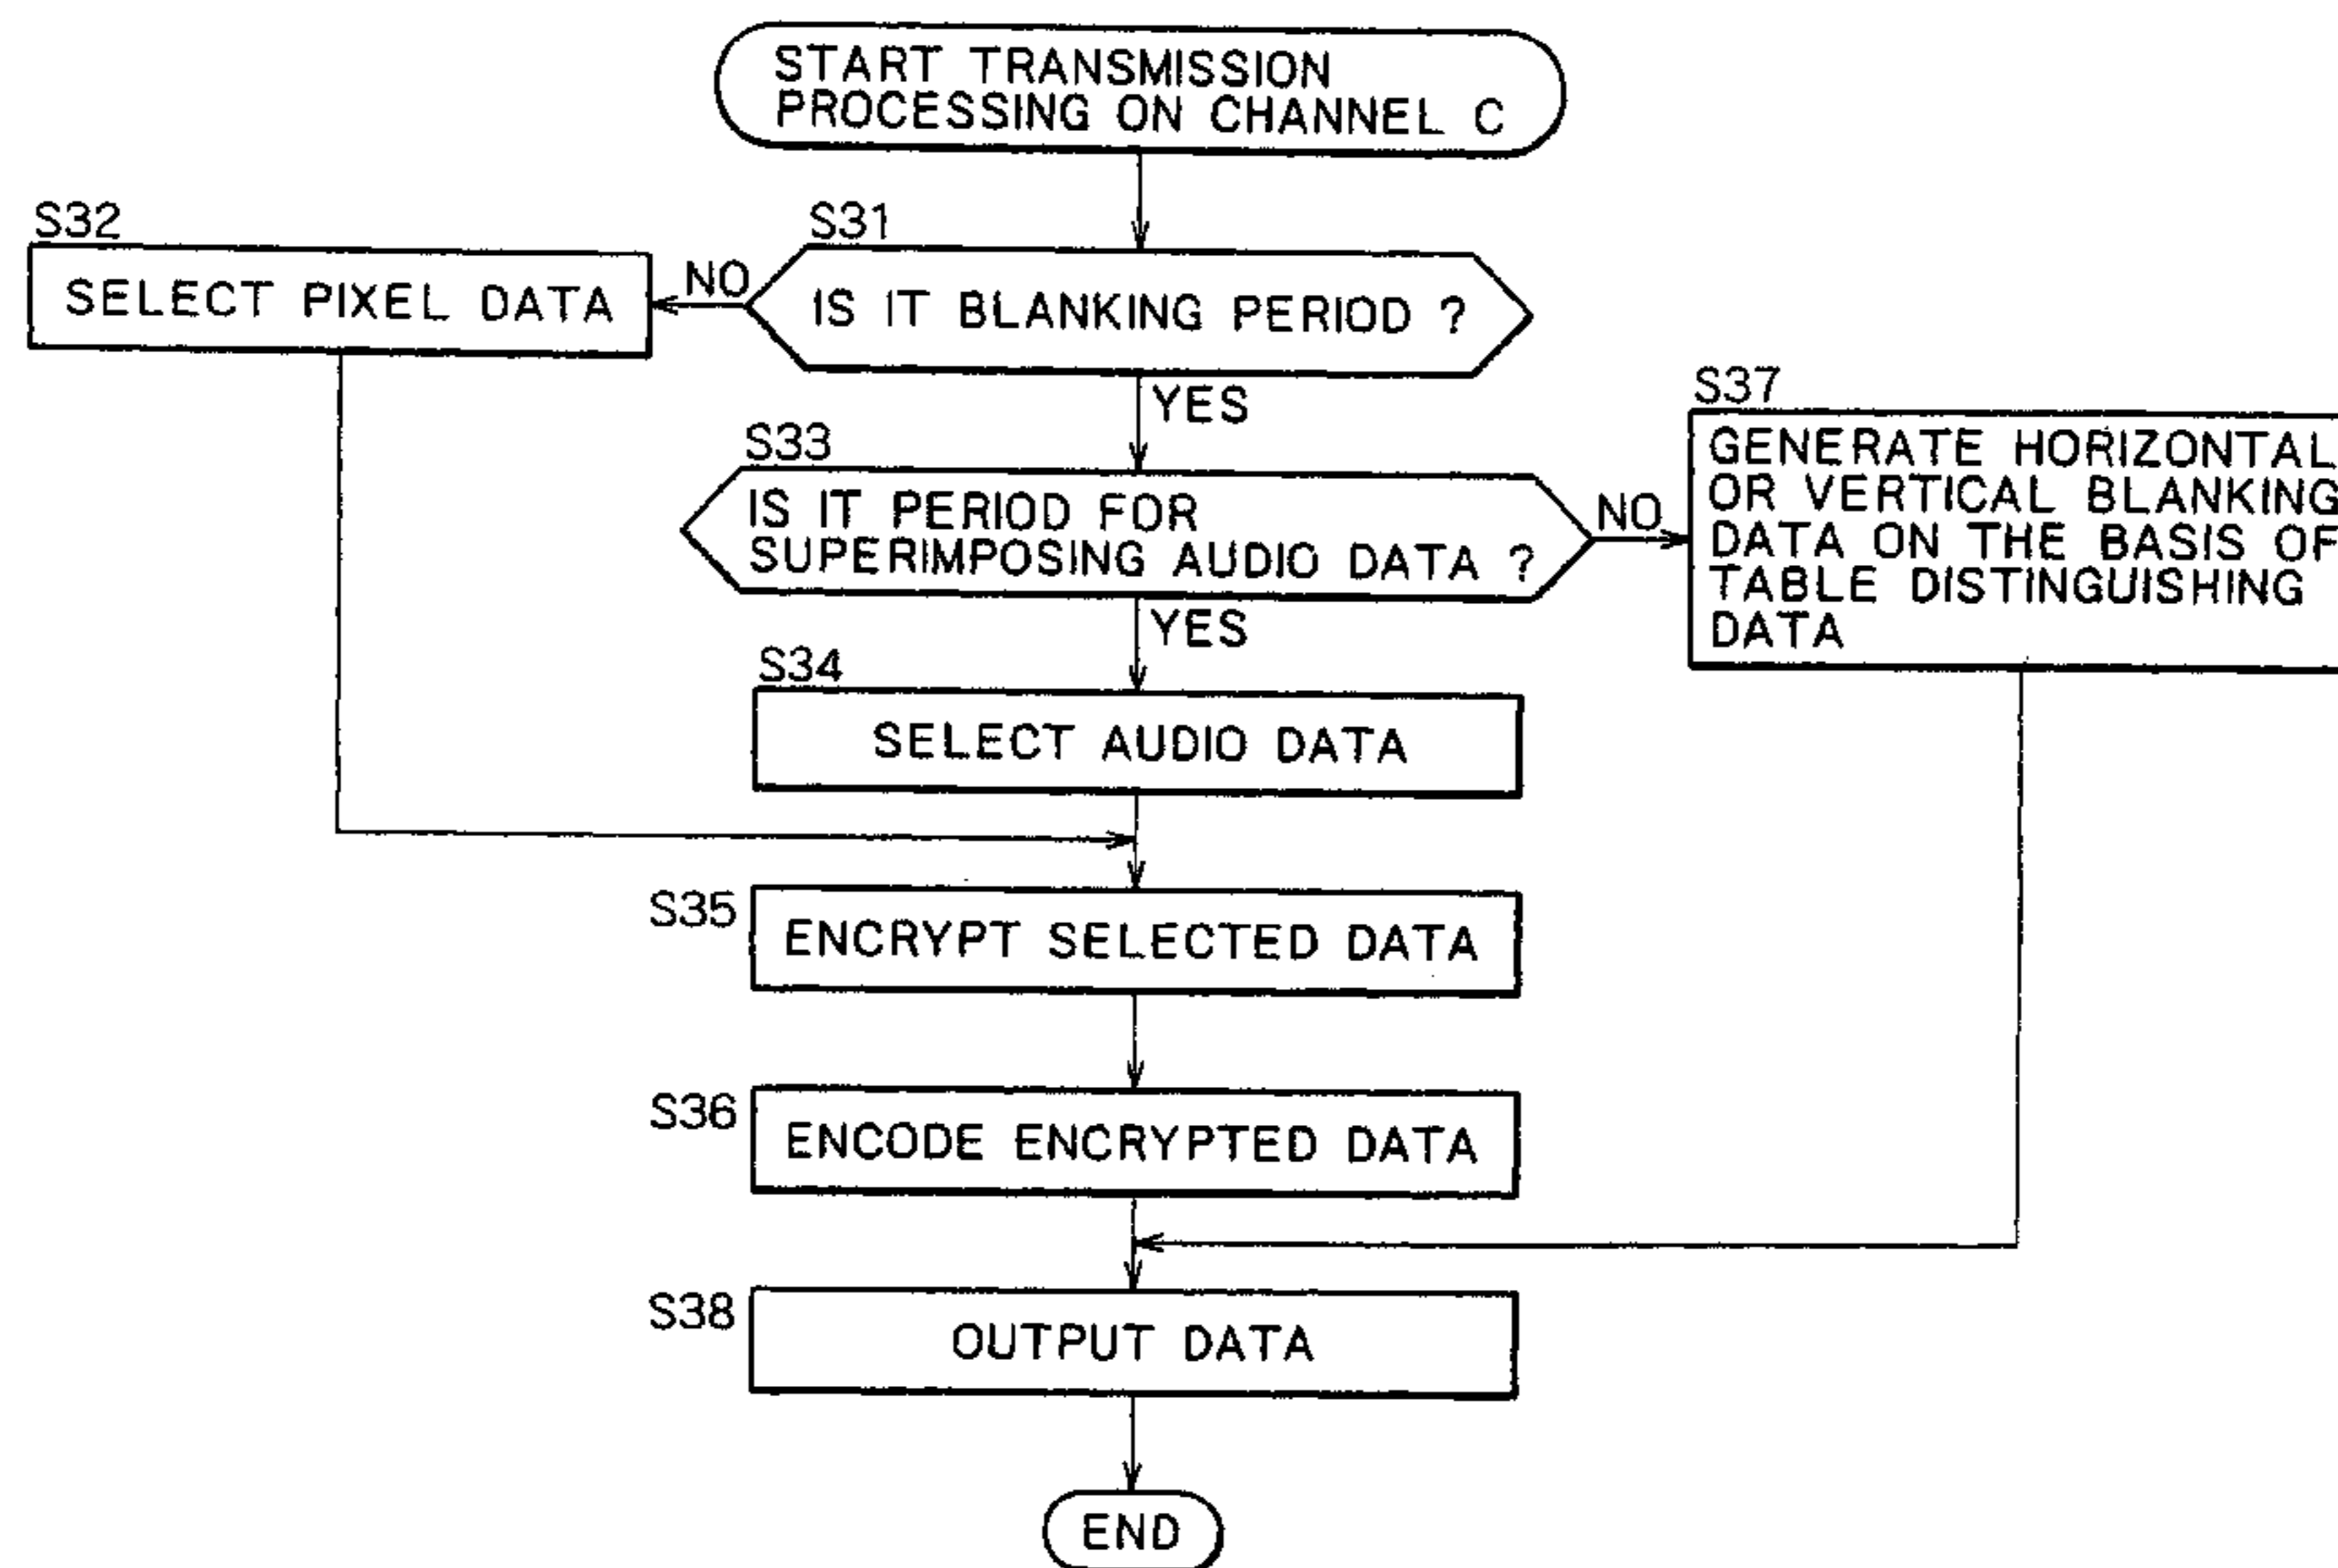 START TRANSMISSION
PROCESSING ON CHANNEL C
S32
SELECT PIXEL DATA
NO
S31
IS IT BLANKING PERIOD ?
YES
S33
IS IT PERIOD FOR
SUPERIMPOSING AUDIO DATA ?
NO
S37
GENERATE HORIZONTAL
OR VERTICAL BLANKING
DATA ON THE BASIS OF
TABLE DISTINGUISHING
DATA
YES
S34
SELECT AUDIO DATA
S35
ENCRYPT SELECTED DATA
S36
ENCODE ENCRYPTED DATA
S38
OUTPUT DATA
END